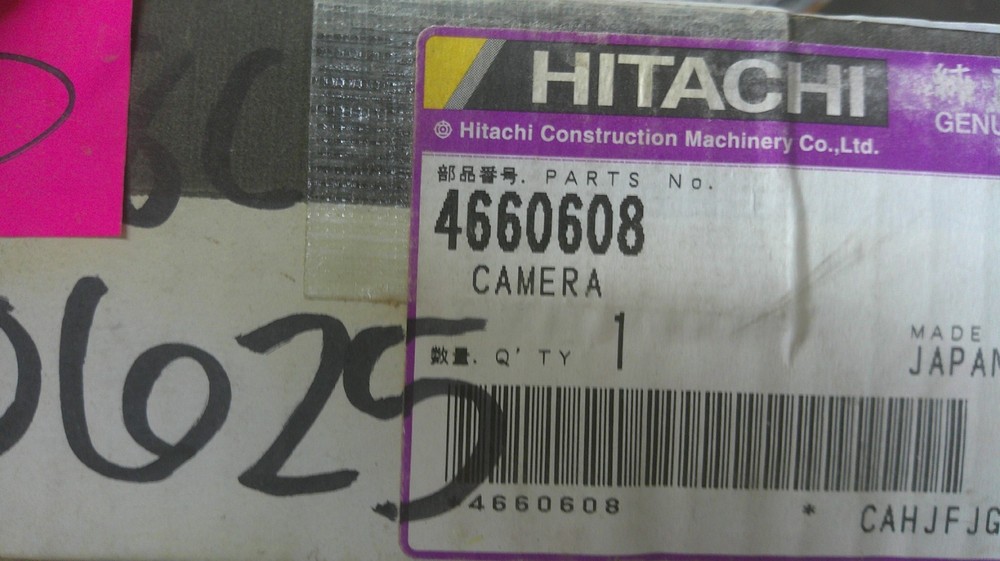 HITACHI
純
GENU
Hitachi Construction Machinery Co.,Ltd.
部品番号. PARTS No.
4660608
CAMERA
数量. Q'TY 1
MADE
JAPAN
0625
*4660608 * CAHJFJG